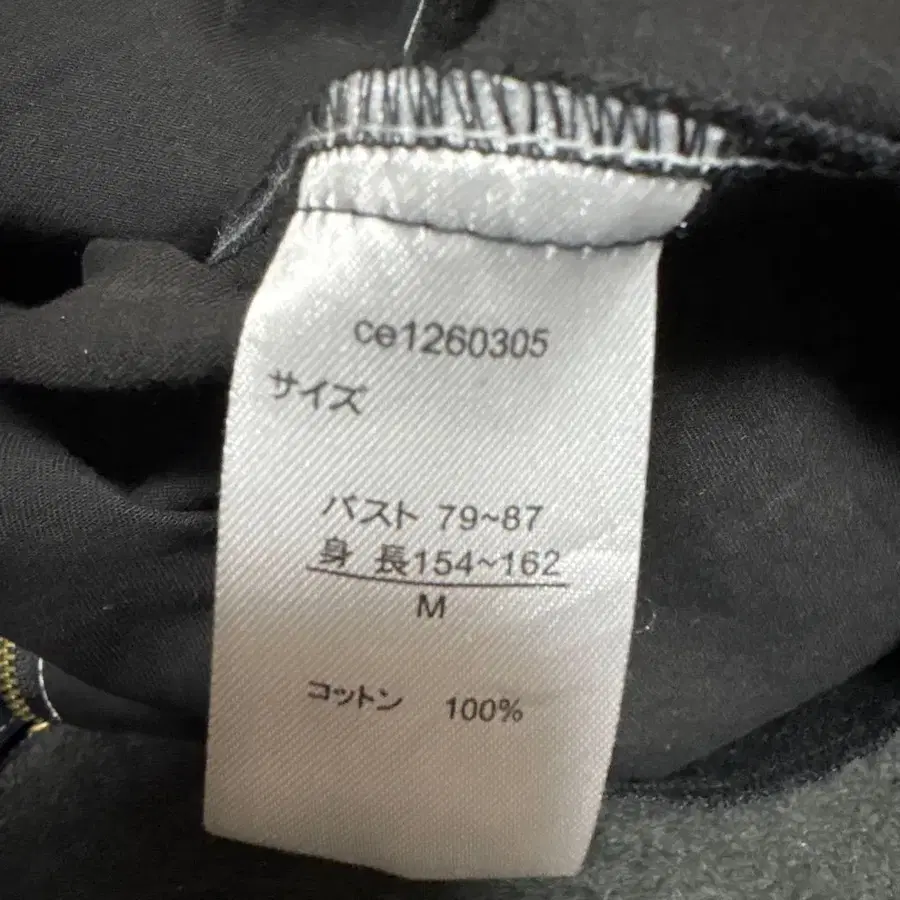 ce1260305
サイズ
バスト 79~87
身 長154~162
M
コットン 100%